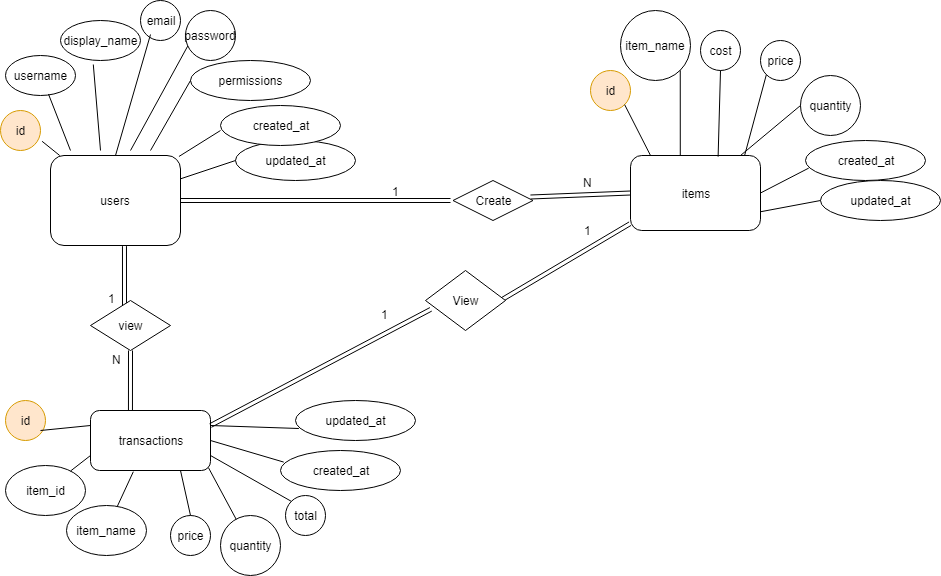 email
item_name
password
display_name
cost
price
username
permissions
id
quantity
id
created_at
created_at
updated_at
users
items
1
Create
N
updated_at
1
1
View
1
view
N
id
transactions
updated_at
created_at
item_id
item_name
price
quantity
total